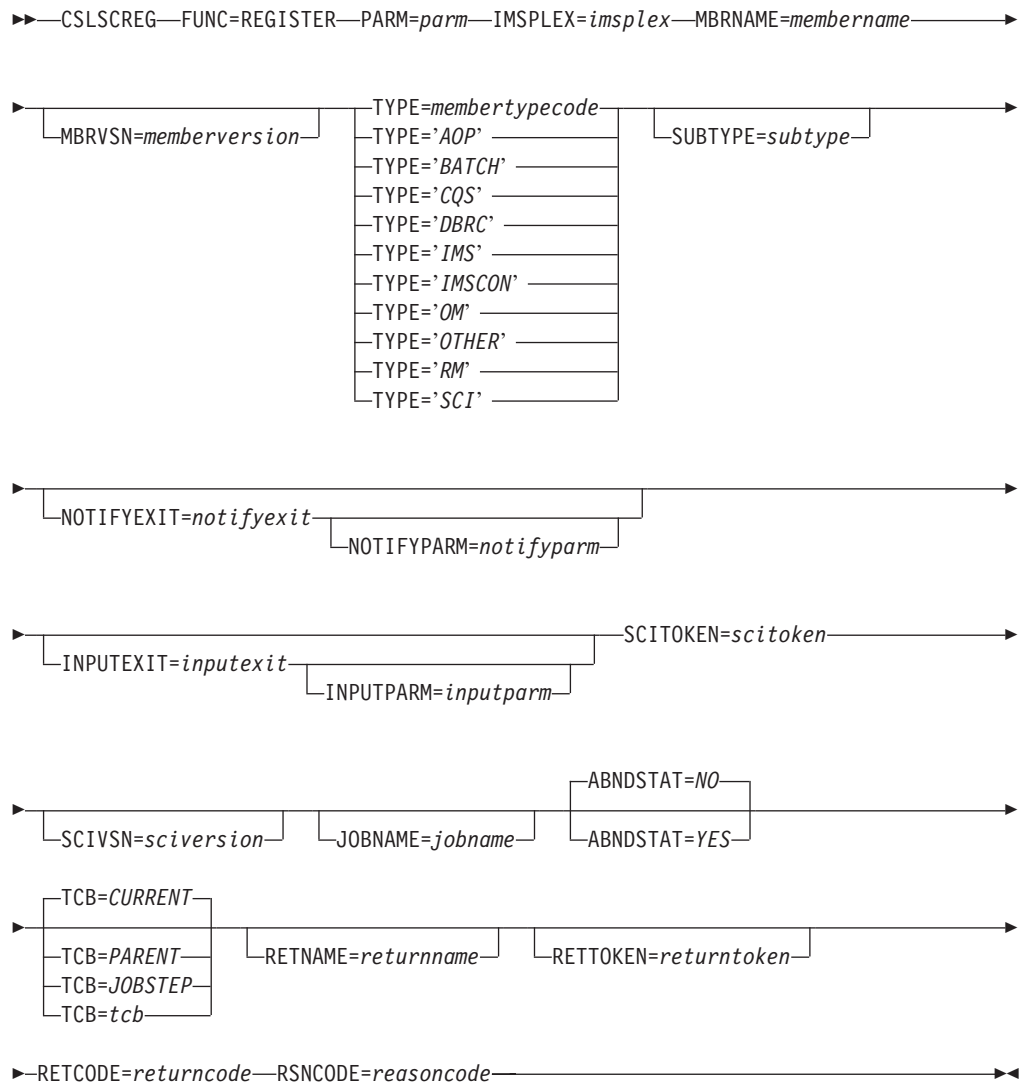 CSLSCREG FUNC=REGISTER PARM=parm IMSPLEX=imsplex MBRNAME=membername
MBRVSN=memberversion
TYPE=membertypecode
TYPE='AOP'
TYPE='BATCH'
TYPE='CQS'
TYPE='DBRC'
TYPE='IMS'
TYPE='IMSCON'
TYPE='OM'
TYPE='OTHER'
TYPE='RM'
TYPE='SCI'
SUBTYPE=subtype
NOTIFYEXIT=notifyexit
NOTIFYPARM=notifyparm
INPUTEXIT=inputexit
INPUTPARM=inputparm
SCITOKEN=scitoken
SCIVSN=sciversion
JOBNAME=jobname
ABNDSTAT=NO
ABNDSTAT=YES
TCB=CURRENT
TCB=PARENT
TCB=JOBSTEP
TCB=tcb
RETNAME=returnname
RETTOKEN=returntoken
RETCODE=returncode RSNCODE=reasoncode